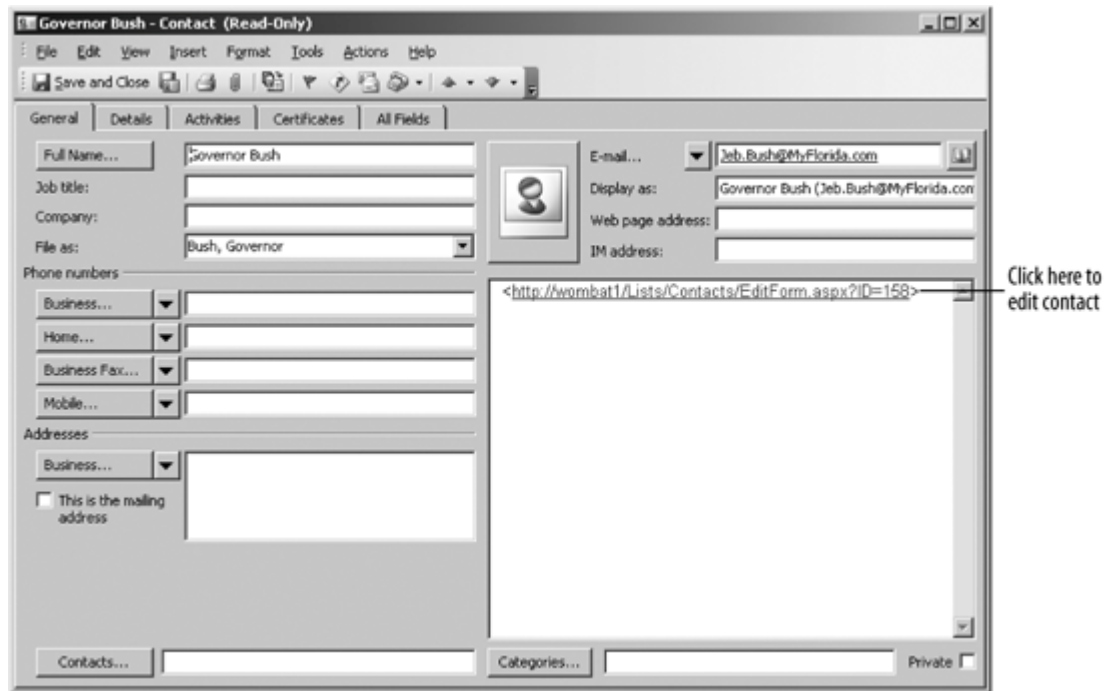 Governor Bush - Contact (Read-Only)
File Edit View Insert Format Tools Actions Help
Save and Close
General Details Activities Certificates All Fields
Full Name... Governor Bush
Job title:
Company:
File as: Bush, Governor
E-mail... Jeb.Bush@MyFlorida.com
Display as: Governor Bush (Jeb.Bush@MyFlorida.com
Web page address:
IM address:
Phone numbers
Business...
Home...
Business Fax...
Mobile...
Addresses
Business...
This is the mailing
address
<http://wombat1/Lists/Contacts/EditForm.aspx?ID=158>
Click here to
edit contact
Contacts... Categories... Private